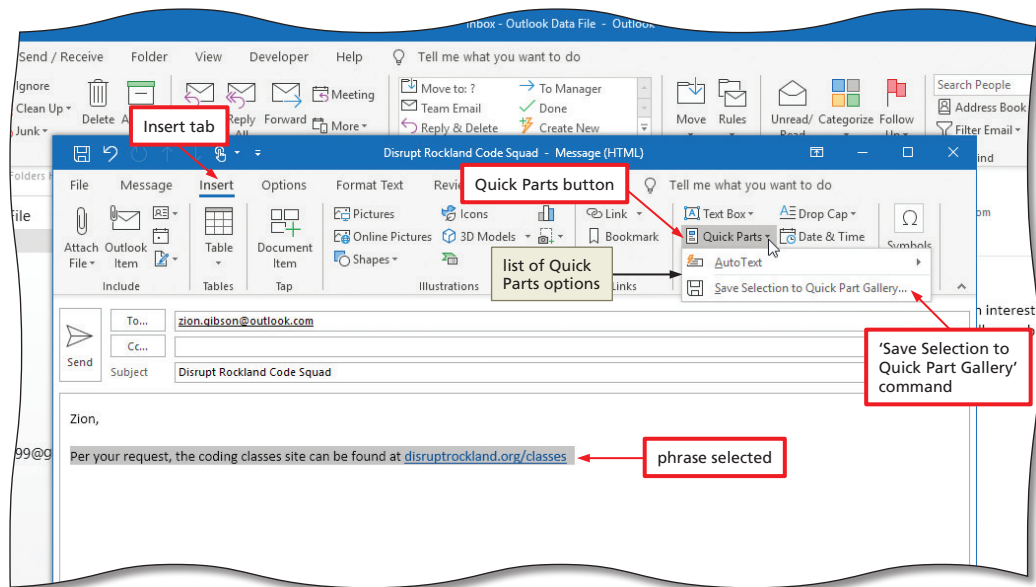 Inbox - Outlook Data File - Outlook
Send / Receive Folder View Developer Help Tell me what you want to do
Ignore
Clean Up
Junk
Delete
Reply
All
Forward
Meeting
More
Move to: ?
Team Email
Reply & Delete
To Manager
Done
Create New
Move
Rules
Unread/
Read
Categorize
Follow
Up
Search People
Address Book
Filter Email
Insert tab
Disrupt Rockland Code Squad - Message (HTML)
File Message Insert Options Format Text Tell me what you want to do
Quick Parts button
Attach
File
Outlook
Item
Include
Table
Tables
Document
Item
Tap
Pictures
Online Pictures
Shapes
Icons
3D Models
Illustrations
Link
Bookmark
Links
Text Box
Quick Parts
Drop Cap
Date & Time
Symbols
AutoText
Save Selection to Quick Part Gallery...
list of Quick
Parts options
'Save Selection to
Quick Part Gallery'
command
Send
To... zion.gibson@outlook.com
Cc...
Subject Disrupt Rockland Code Squad
Zion,
Per your request, the coding classes site can be found at disruptrockland.org/classes
phrase selected
interest